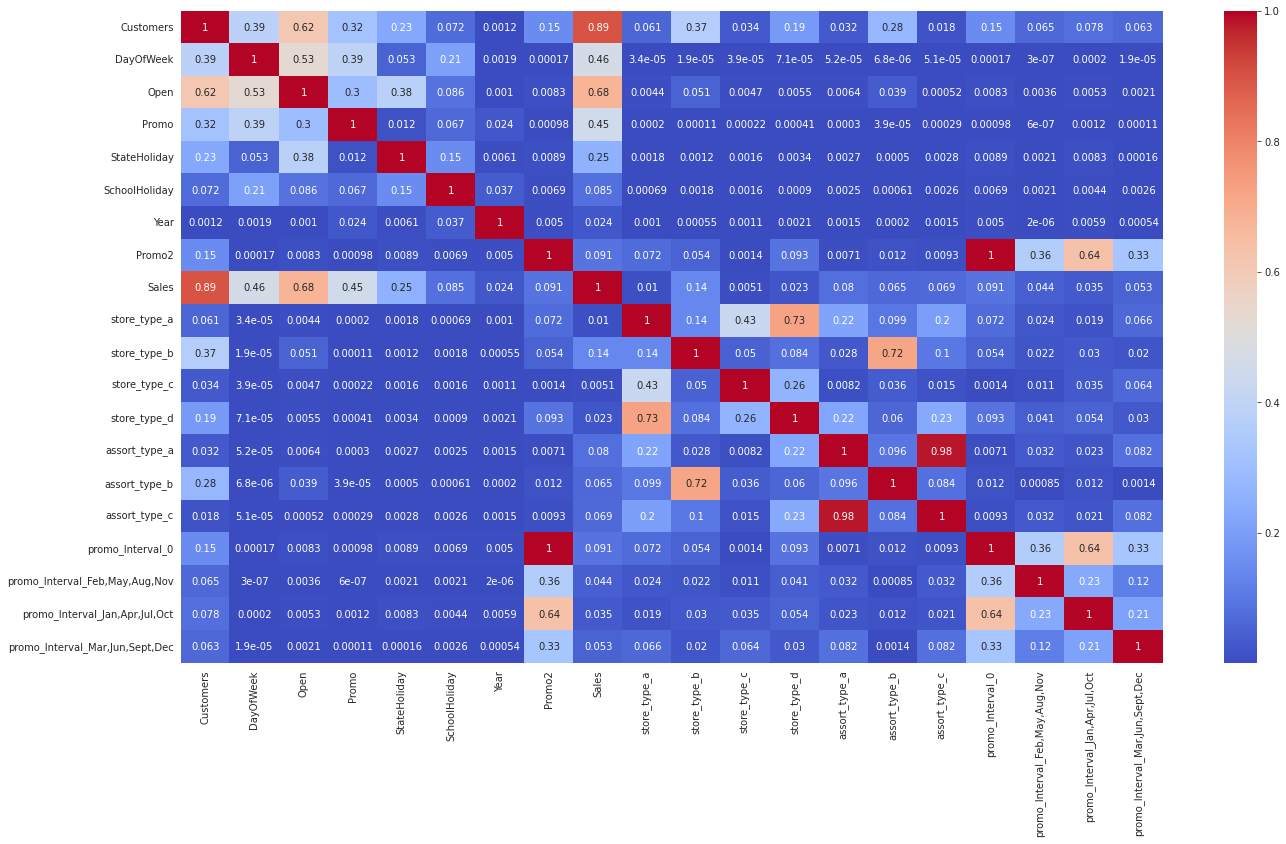 Customers 1 0.39 0.62 0.32 0.23 0.072 0.0012 0.15 0.89 0.061 0.37 0.034 0.19 0.032 0.28 0.018 0.15 0.065 0.078 0.063
DayOfWeek 0.39 1 0.53 0.39 0.053 0.21 0.0019 0.00017 0.46 3.4e-05 1.9e-05 3.9e-05 7.1e-05 5.2e-05 6.8e-06 5.1e-05 0.00017 3e-07 0.0002 1.9e-05
Open 0.62 0.53 1 0.3 0.38 0.086 0.001 0.0083 0.68 0.0044 0.051 0.0047 0.0055 0.0064 0.039 0.00052 0.0083 0.0036 0.0053 0.0021
Promo 0.32 0.39 0.3 1 0.012 0.067 0.024 0.00098 0.45 0.0002 0.00011 0.00022 0.00041 0.0003 3.9e-05 0.00029 0.00098 6e-07 0.0012 0.00011
StateHoliday 0.23 0.053 0.38 0.012 1 0.15 0.0061 0.0089 0.25 0.0018 0.0012 0.0016 0.0034 0.0027 0.0005 0.0028 0.0089 0.0021 0.0083 0.00016
SchoolHoliday 0.072 0.21 0.086 0.067 0.15 1 0.037 0.0069 0.085 0.00069 0.0018 0.0016 0.0009 0.0025 0.00061 0.0026 0.0069 0.0021 0.0044 0.0026
Year 0.0012 0.0019 0.001 0.024 0.0061 0.037 1 0.005 0.024 0.001 0.00055 0.0011 0.0021 0.0015 0.0002 0.0015 0.005 2e-06 0.0059 0.00054
Promo2 0.15 0.00017 0.0083 0.00098 0.0089 0.0069 0.005 1 0.091 0.072 0.054 0.0014 0.093 0.0071 0.012 0.0093 1 0.36 0.64 0.33
Sales 0.89 0.46 0.68 0.45 0.25 0.085 0.024 0.091 1 0.01 0.14 0.0051 0.023 0.08 0.065 0.069 0.091 0.044 0.035 0.053
store_type_a 0.061 3.4e-05 0.0044 0.0002 0.0018 0.00069 0.001 0.072 0.01 1 0.14 0.43 0.73 0.22 0.099 0.2 0.072 0.024 0.019 0.066
store_type_b 0.37 1.9e-05 0.051 0.00011 0.0012 0.0018 0.00055 0.054 0.14 0.14 1 0.05 0.084 0.028 0.72 0.1 0.054 0.022 0.03 0.02
store_type_c 0.034 3.9e-05 0.0047 0.00022 0.0016 0.0016 0.0011 0.0014 0.0051 0.43 0.05 1 0.26 0.0082 0.036 0.015 0.0014 0.011 0.035 0.064
store_type_d 0.19 7.1e-05 0.0055 0.00041 0.0034 0.0009 0.0021 0.093 0.023 0.73 0.084 0.26 1 0.22 0.06 0.23 0.093 0.041 0.054 0.03
assort_type_a 0.032 5.2e-05 0.0064 0.0003 0.0027 0.0025 0.0015 0.0071 0.08 0.22 0.028 0.0082 0.22 1 0.096 0.98 0.0071 0.032 0.023 0.082
assort_type_b 0.28 6.8e-06 0.039 3.9e-05 0.0005 0.00061 0.0002 0.012 0.065 0.099 0.72 0.036 0.06 0.096 1 0.084 0.012 0.00085 0.012 0.0014
assort_type_c 0.018 5.1e-05 0.00052 0.00029 0.0028 0.0026 0.0015 0.0093 0.069 0.2 0.1 0.015 0.23 0.98 0.084 1 0.0093 0.032 0.021 0.082
promo_Interval_0 0.15 0.00017 0.0083 0.00098 0.0089 0.0069 0.005 1 0.091 0.072 0.054 0.0014 0.093 0.0071 0.012 0.0093 1 0.36 0.64 0.33
promo_Interval_Feb,May,Aug,Nov 0.065 3e-07 0.0036 6e-07 0.0021 0.0021 2e-06 0.36 0.044 0.024 0.022 0.011 0.041 0.032 0.00085 0.032 0.36 1 0.23 0.12
promo_Interval_Jan,Apr,Jul,Oct 0.078 0.0002 0.0053 0.0012 0.0083 0.0044 0.0059 0.64 0.035 0.019 0.03 0.035 0.054 0.023 0.012 0.021 0.64 0.23 1 0.21
promo_Interval_Mar,Jun,Sept,Dec 0.063 1.9e-05 0.0021 0.00011 0.00016 0.0026 0.00054 0.33 0.053 0.066 0.02 0.064 0.03 0.082 0.0014 0.082 0.33 0.12 0.21 1
Customers
DayOfWeek
Open
Promo
StateHoliday
SchoolHoliday
Year
Promo2
Sales
store_type_a
store_type_b
store_type_c
store_type_d
assort_type_a
assort_type_b
assort_type_c
promo_Interval_0
promo_Interval_Feb,May,Aug,Nov
promo_Interval_Jan,Apr,Jul,Oct
promo_Interval_Mar,Jun,Sept,Dec
1.0
0.8
0.6
0.4
0.2